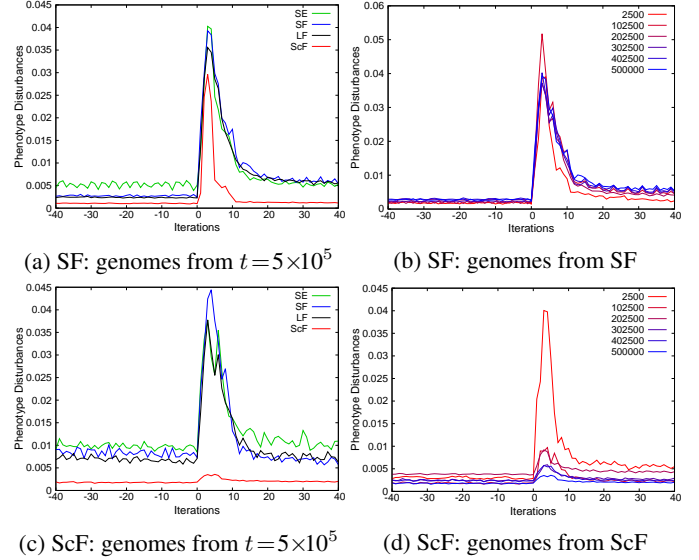 0.045
0.04
0.035
0.03
0.025
0.02
0.015
0.01
0.005
0
Phenotype Disturbances
-40 -30 -20 -10 0 10 20 30 40
Iterations
SE
SF
LF
ScF
(a) SF: genomes from t=5×10⁵
0.06
0.05
0.04
0.03
0.02
0.01
0
Phenotype Disturbances
-40 -30 -20 -10 0 10 20 30 40
Iterations
2500
102500
202500
302500
402500
500000
(b) SF: genomes from SF
0.045
0.04
0.035
0.03
0.025
0.02
0.015
0.01
0.005
0
Phenotype Disturbances
-40 -30 -20 -10 0 10 20 30 40
Iterations
SE
SF
LF
ScF
(c) ScF: genomes from t=5×10⁵
0.045
0.04
0.035
0.03
0.025
0.02
0.015
0.01
0.005
0
Phenotype Disturbances
-40 -30 -20 -10 0 10 20 30 40
Iterations
2500
102500
202500
302500
402500
500000
(d) ScF: genomes from ScF